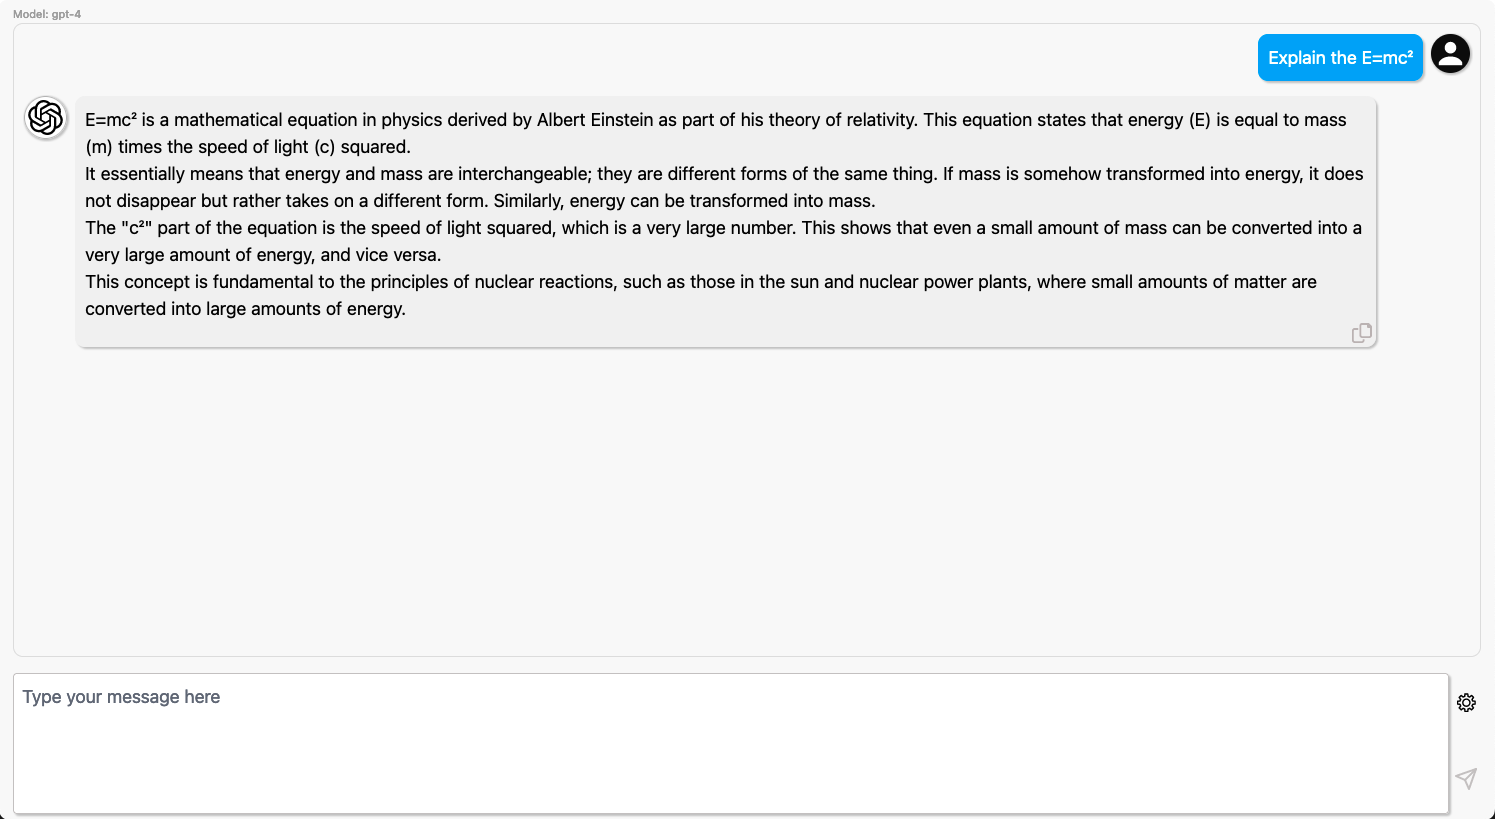 Model: gpt-4
Explain the E=mc²
E=mc² is a mathematical equation in physics derived by Albert Einstein as part of his theory of relativity. This equation states that energy (E) is equal to mass
(m) times the speed of light (c) squared.
It essentially means that energy and mass are interchangeable; they are different forms of the same thing. If mass is somehow transformed into energy, it does
not disappear but rather takes on a different form. Similarly, energy can be transformed into mass.
The "c²" part of the equation is the speed of light squared, which is a very large number. This shows that even a small amount of mass can be converted into a
very large amount of energy, and vice versa.
This concept is fundamental to the principles of nuclear reactions, such as those in the sun and nuclear power plants, where small amounts of matter are
converted into large amounts of energy.
Type your message here